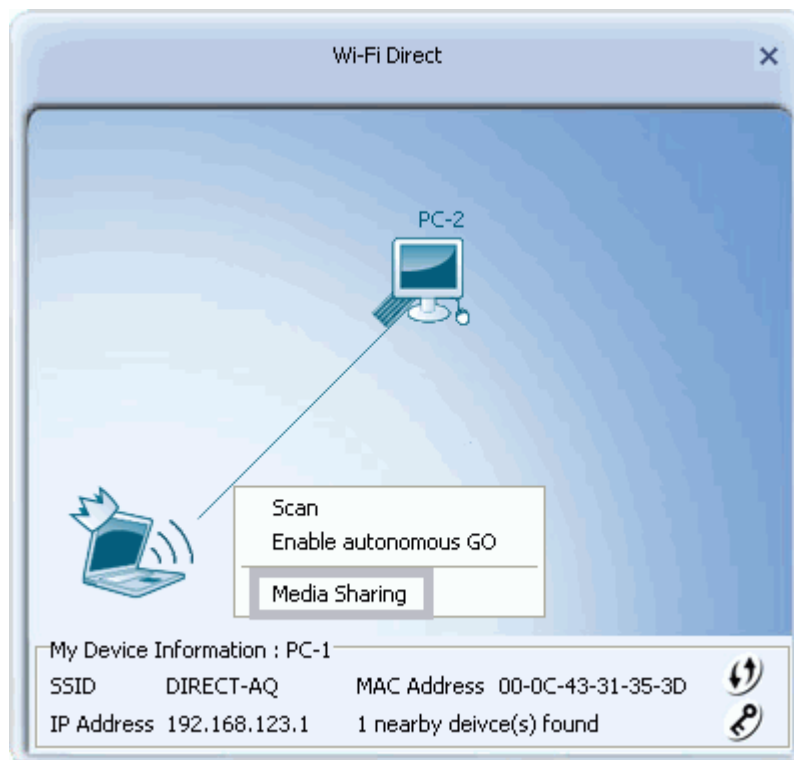 Wi-Fi Direct
PC-2
Scan
Enable autonomous GO
Media Sharing
My Device Information : PC-1
SSID DIRECT-AQ MAC Address 00-0C-43-31-35-3D
IP Address 192.168.123.1 1 nearby deivce(s) found